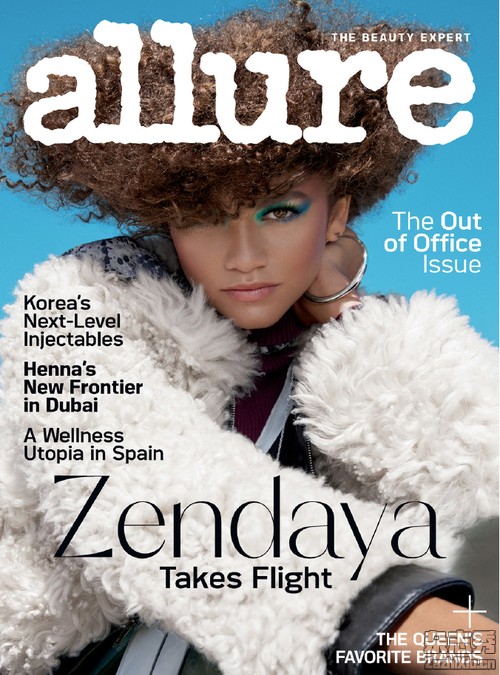 THE BEAUTY EXPERT
allure
The Out
of Office
Issue
Korea's
Next-Level
Injectables
Henna's
New Frontier
in Dubai
A Wellness
Utopia in Spain
Zendaya
Takes Flight
+
THE QUEEN'S
FAVORITE BRANDS